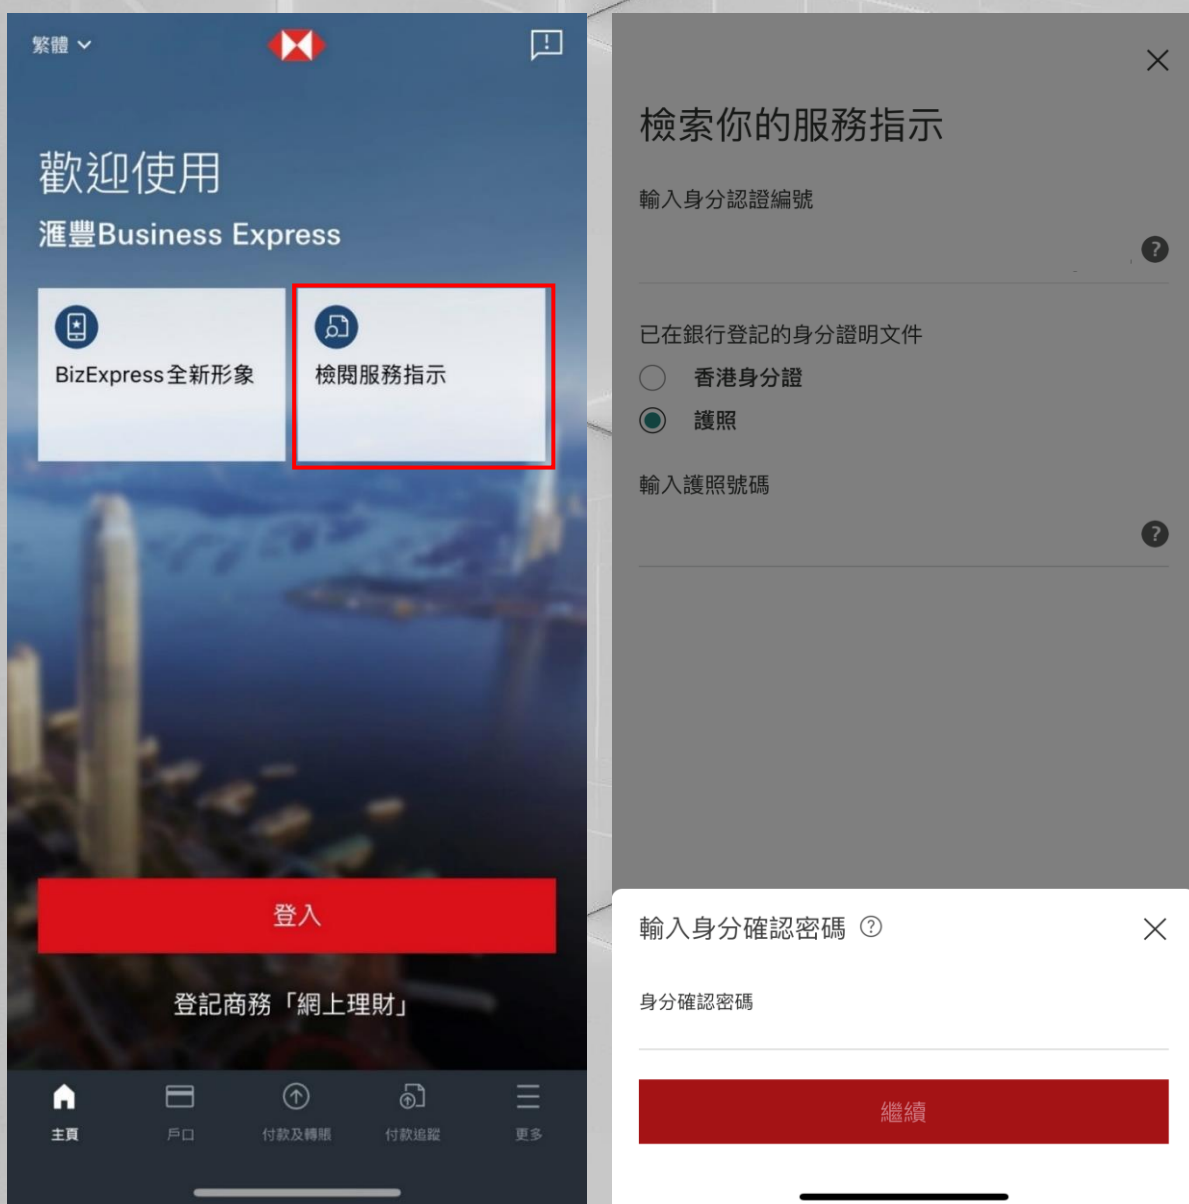 繁體
歡迎使用
滙豐Business Express
BizExpress全新形象
檢閱服務指示
登入
登記商務「網上理財」
主頁
戶口
付款及轉賬
付款追蹤
更多
檢索你的服務指示
輸入身分認證編號
已在銀行登記的身分證明文件
香港身分證
護照
輸入護照號碼
輸入身分確認密碼
身分確認密碼
繼續